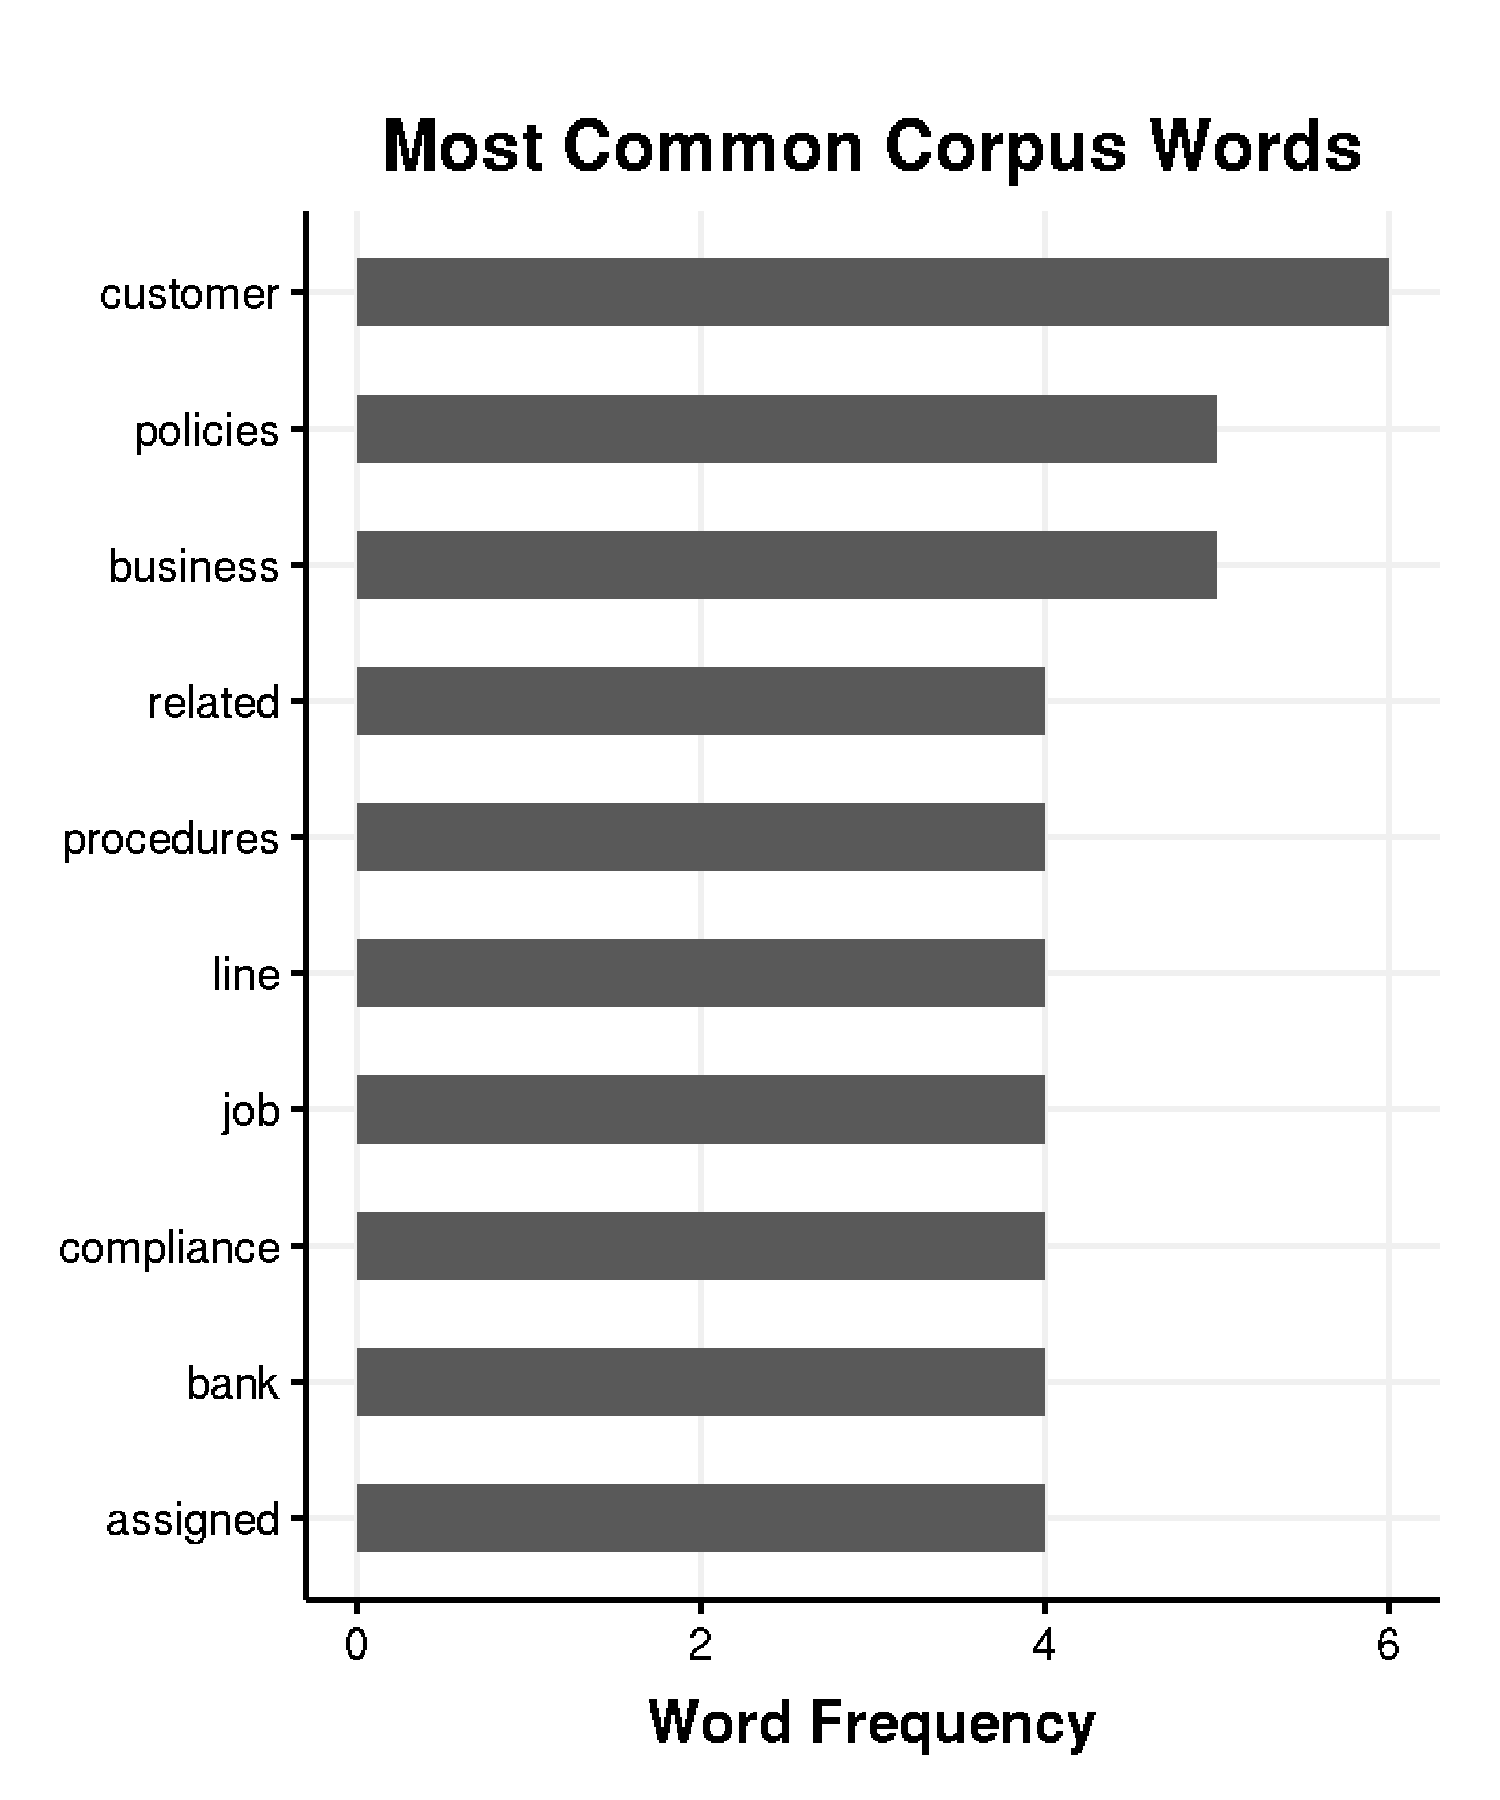 Most Common Corpus Words
customer
policies
business
related
procedures
line
job
compliance
bank
assigned
0 2 4 6
Word Frequency